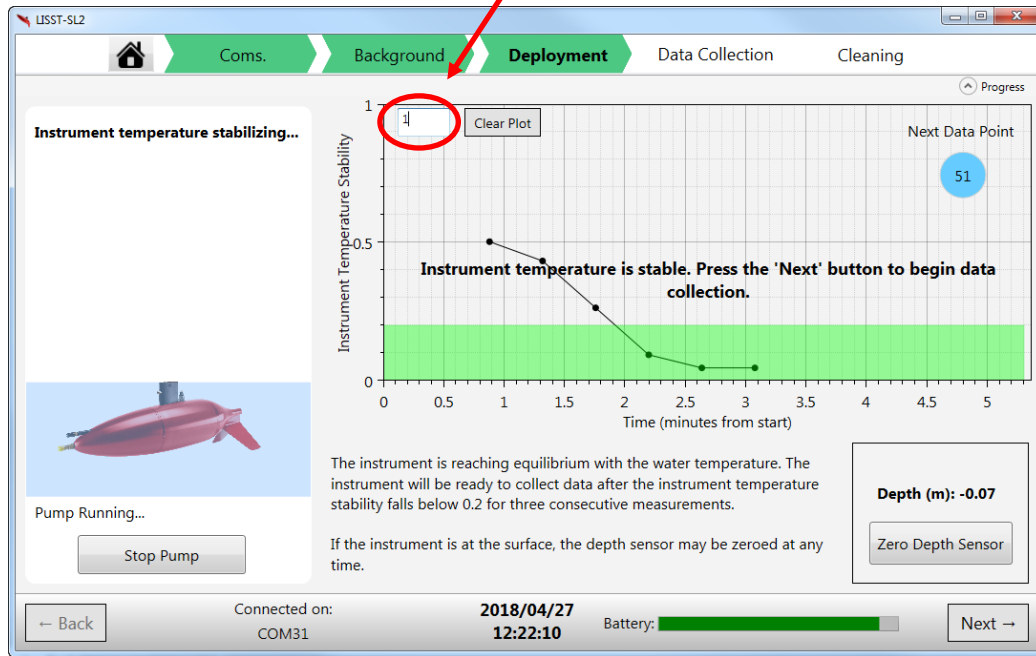 LISST-SL2
Coms.
Background
Deployment
Data Collection
Cleaning
Progress
Instrument temperature stabilizing...
1
1
Clear Plot
Next Data Point
51
Instrument Temperature Stability
0.5
Instrument temperature is stable. Press the 'Next' button to begin data
collection.
0
0 0.5 1 1.5 2 2.5 3 3.5 4 4.5 5
Time (minutes from start)
Pump Running...
Stop Pump
The instrument is reaching equilibrium with the water temperature. The
instrument will be ready to collect data after the instrument temperature
stability falls below 0.2 for three consecutive measurements.
If the instrument is at the surface, the depth sensor may be zeroed at any
time.
Depth (m): -0.07
Zero Depth Sensor
← Back
Connected on:
COM31
2018/04/27
12:22:10
Battery:
Next →